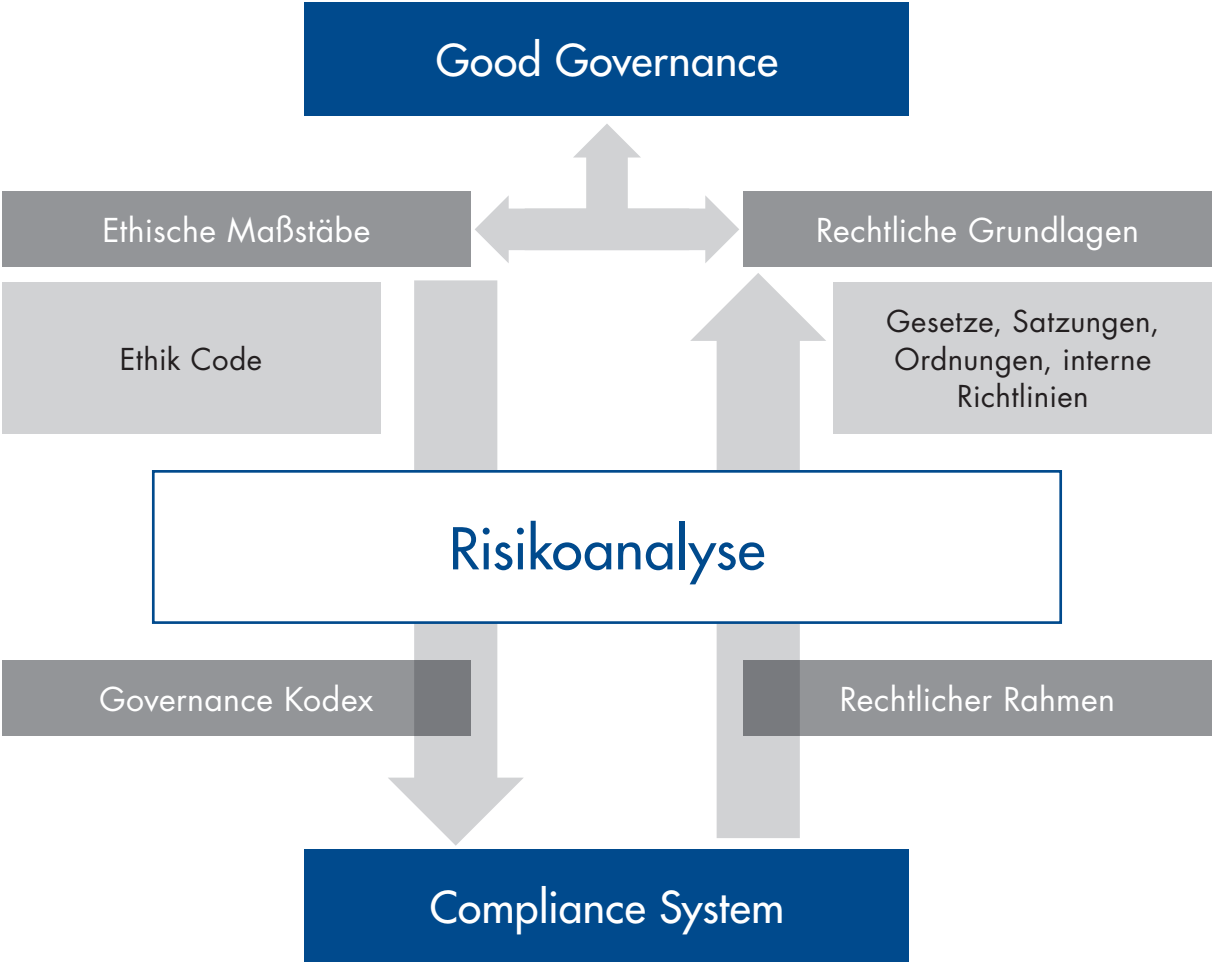 Good Governance
Ethische Maßstäbe
Rechtliche Grundlagen
Ethik Code
Gesetze, Satzungen,
Ordnungen, interne
Richtlinien
Risikoanalyse
Governance Kodex
Rechtlicher Rahmen
Compliance System